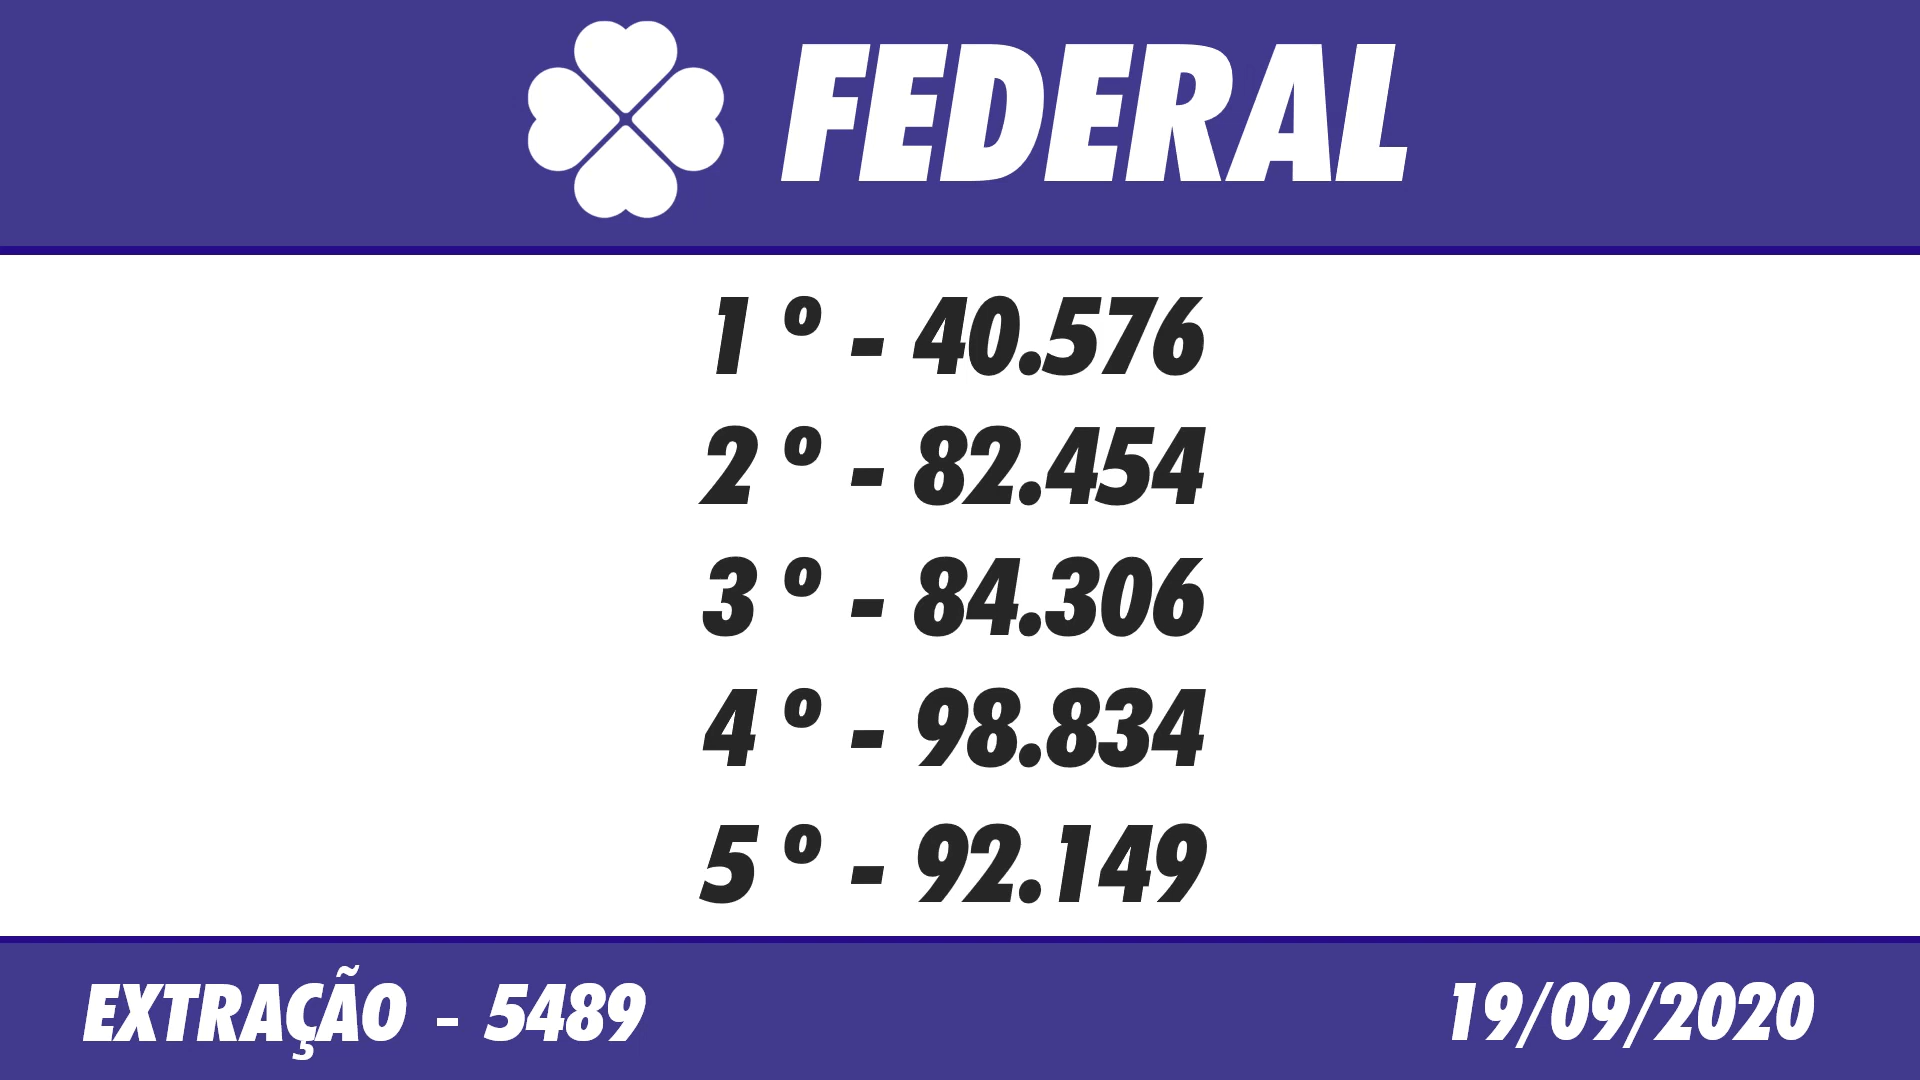 FEDERAL
1 º - 40.576
2 º - 82.454
3 º - 84.306
4 º - 98.834
5 º - 92.149
EXTRAÇÃO - 5489
19/09/2020